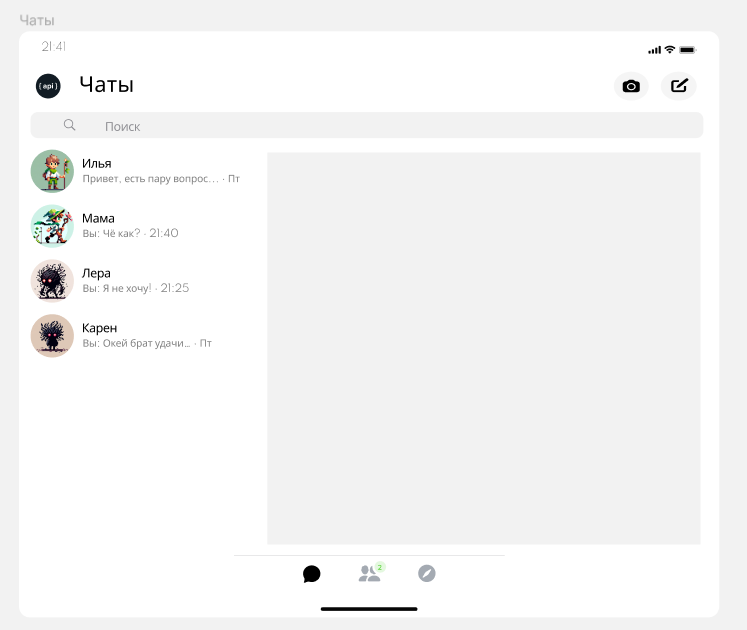 Чаты
21:41
{api}
Чаты
Поиск
Илья
Привет, есть пару вопрос... · Пт
Мама
Вы: Чё как? · 21:40
Лера
Вы: Я не хочу! · 21:25
Карен
Вы: Окей брат удачи... · Пт
2